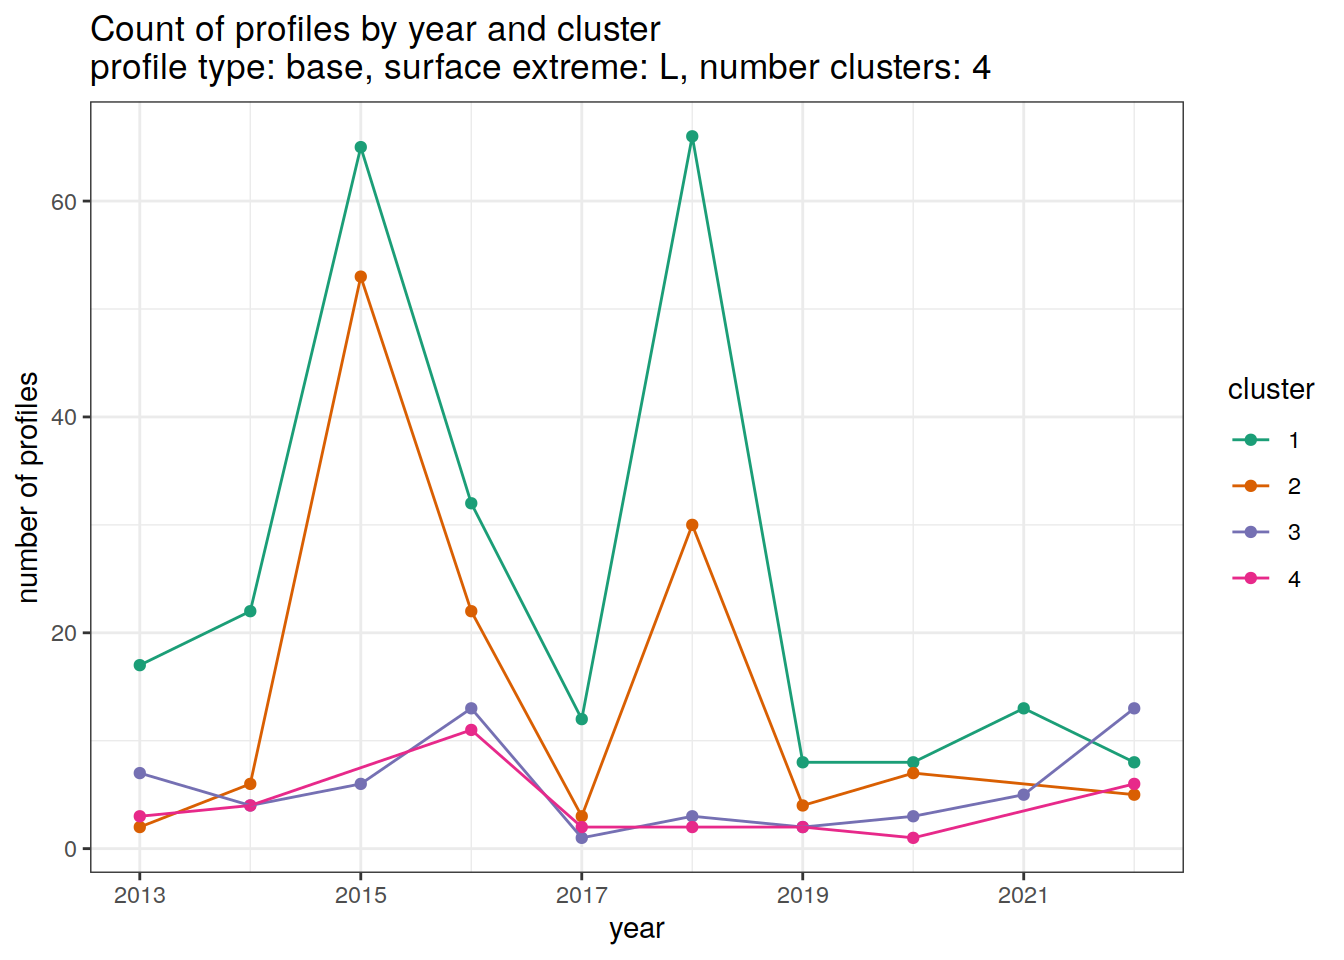 Count of profiles by year and cluster
profile type: base, surface extreme: L, number clusters: 4
number of profiles
60
40
20
0
2013
2015
2017
2019
2021
year
cluster
1
2
3
4